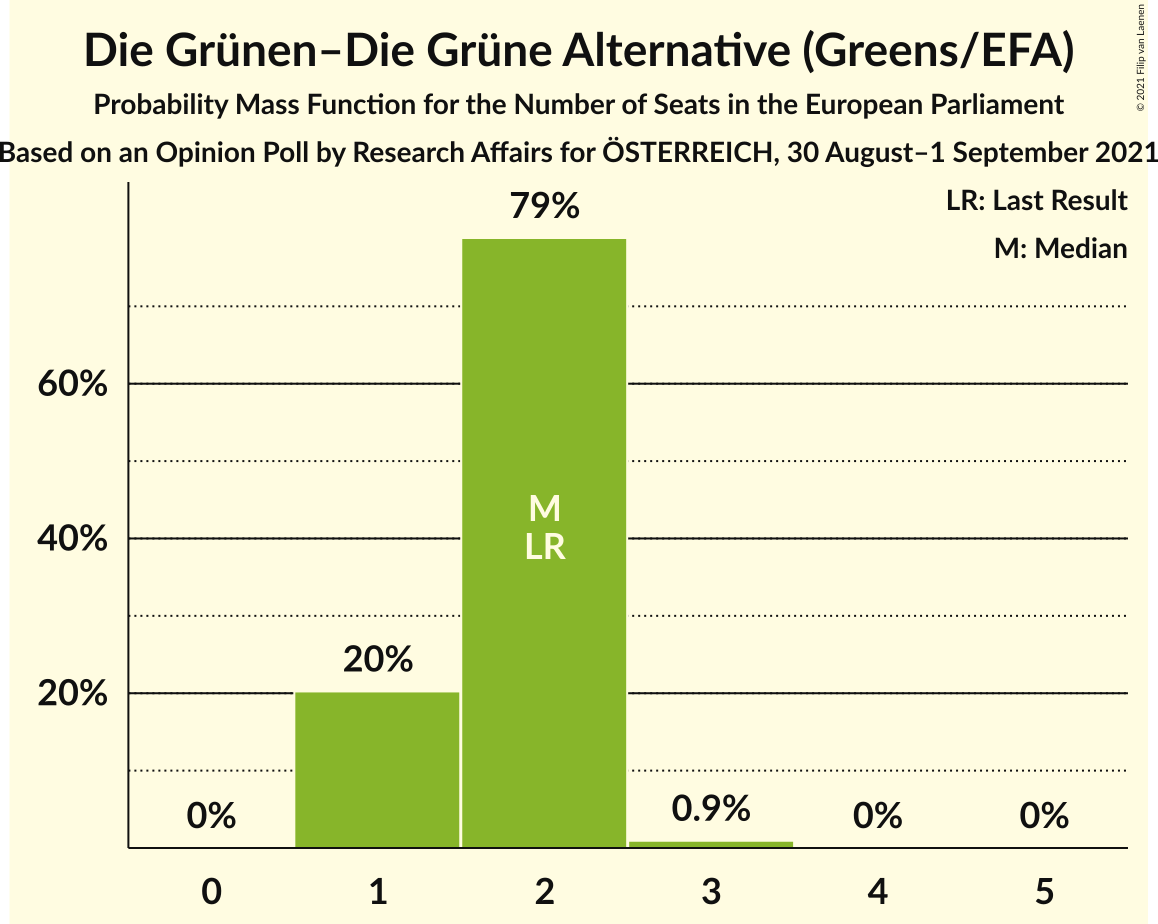 Die Grünen–Die Grüne Alternative (Greens/EFA)
Probability Mass Function for the Number of Seats in the European Parliament
Based on an Opinion Poll by Research Affairs for ÖSTERREICH, 30 August–1 September 2021
© 2021 Filip van Laenen
LR: Last Result
M: Median
79%
60%
M
40%
LR
20%
20%
0%
0.9%
0%
0%
0 1 2 3 4 5